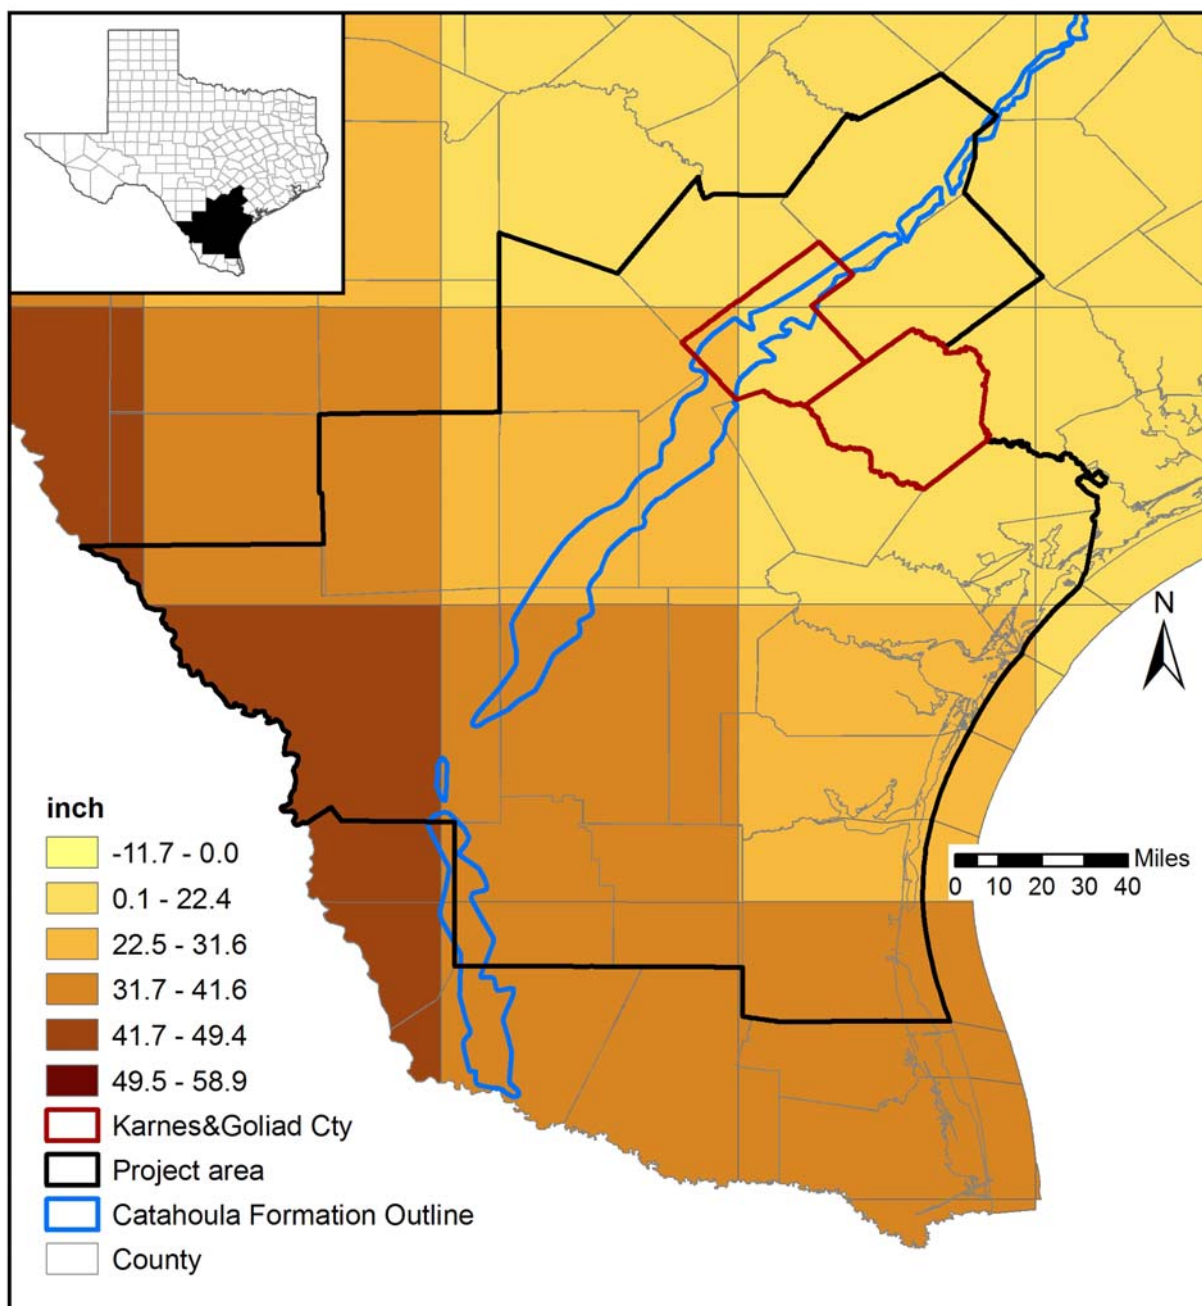 N
Miles
0 10 20 30 40
inch
-11.7 - 0.0
0.1 - 22.4
22.5 - 31.6
31.7 - 41.6
41.7 - 49.4
49.5 - 58.9
Karnes&Goliad Cty
Project area
Catahoula Formation Outline
County